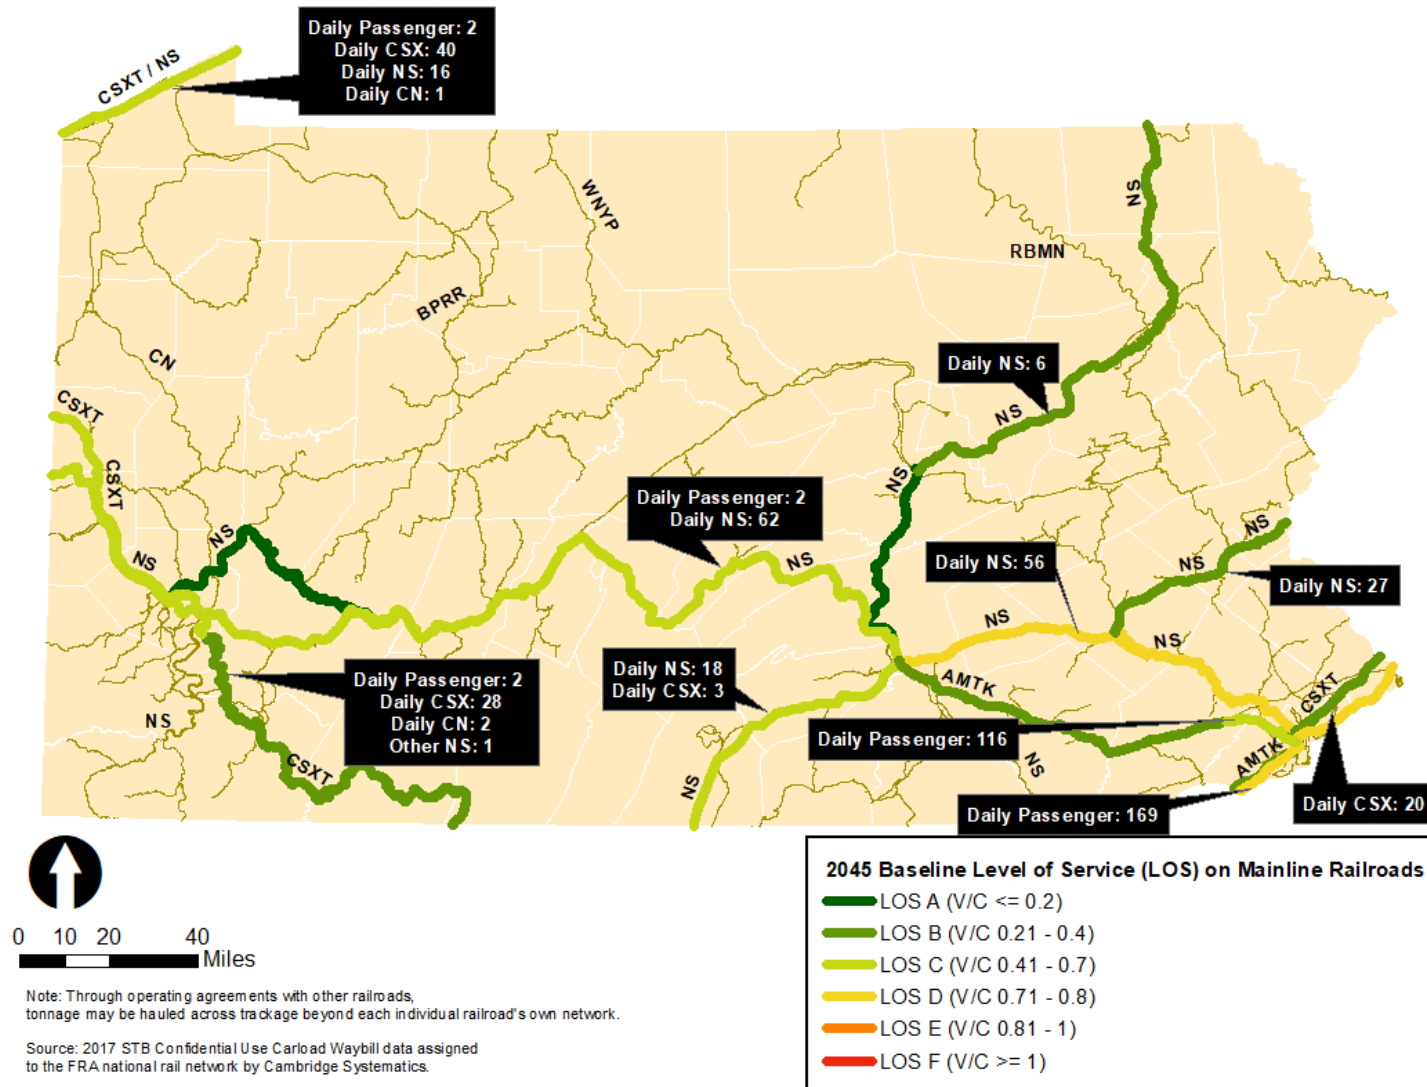 Daily Passenger: 2
Daily CSX: 40
Daily NS: 16
Daily CN: 1
CSXT / NS
WNYP
NS
RBMN
BPRR
CN
Daily NS: 6
CSXT
NS
CSXT
NS
Daily Passenger: 2
Daily NS: 62
NS
NS
NS
NS
NS
Daily NS: 56
Daily NS: 27
NS
NS
Daily NS: 18
Daily CSX: 3
Daily Passenger: 2
Daily CSX: 28
Daily CN: 2
Other NS: 1
AMTK
CSXT
NS
Daily Passenger: 116
NS
AMTK
CSXT
NS
Daily Passenger: 169
Daily CSX: 20
2045 Baseline Level of Service (LOS) on Mainline Railroads
LOS A (V/C <= 0.2)
LOS B (V/C 0.21 - 0.4)
LOS C (V/C 0.41 - 0.7)
LOS D (V/C 0.71 - 0.8)
LOS E (V/C 0.81 - 1)
LOS F (V/C >= 1)
0 10 20 40
Miles
Note: Through operating agreements with other railroads,
tonnage may be hauled across trackage beyond each individual railroad's own network.
Source: 2017 STB Confidential Use Carload Waybill data assigned
to the FRA national rail network by Cambridge Systematics.